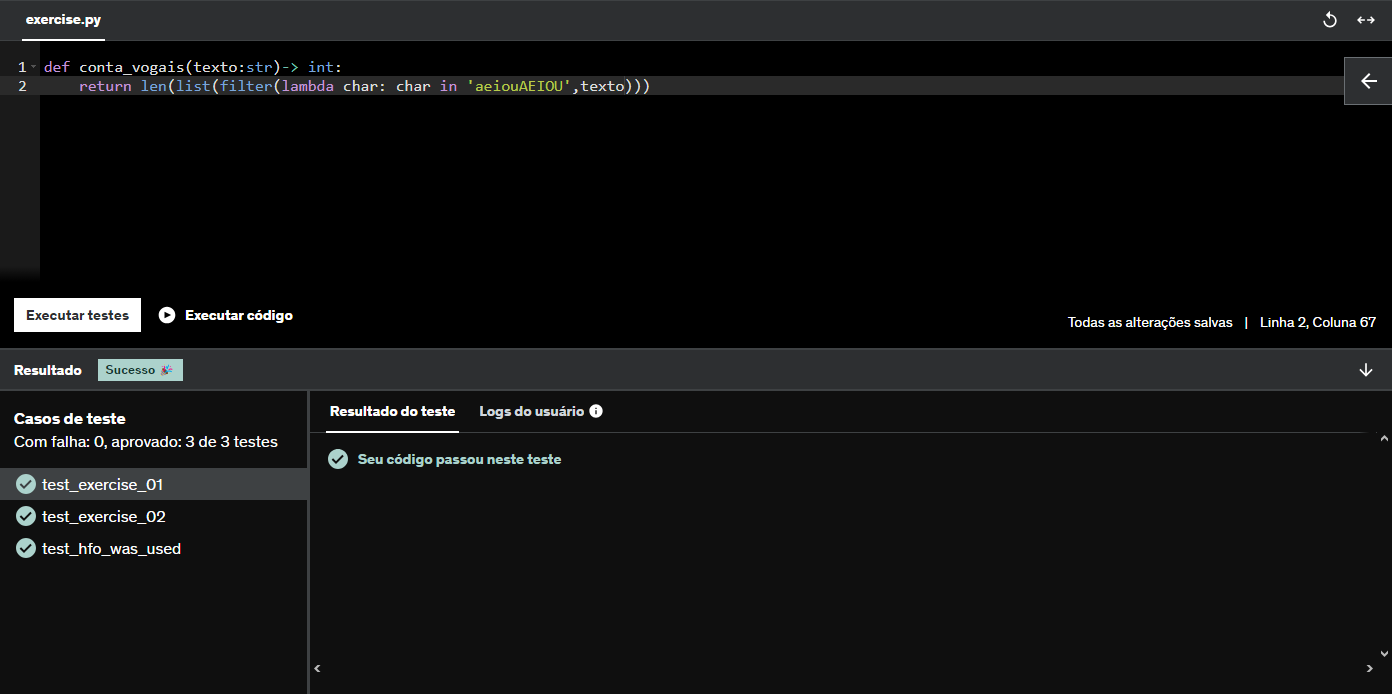 exercise.py
1 def conta_vogais(texto:str)-> int:
2     return len(list(filter(lambda char: char in 'aeiouAEIOU',texto)))
Executar testes Executar código Todas as alterações salvas | Linha 2, Coluna 67
Resultado Sucesso 🎉
Casos de teste
Com falha: 0, aprovado: 3 de 3 testes
test_exercise_01
test_exercise_02
test_hfo_was_used
Resultado do teste Logs do usuário
Seu código passou neste teste